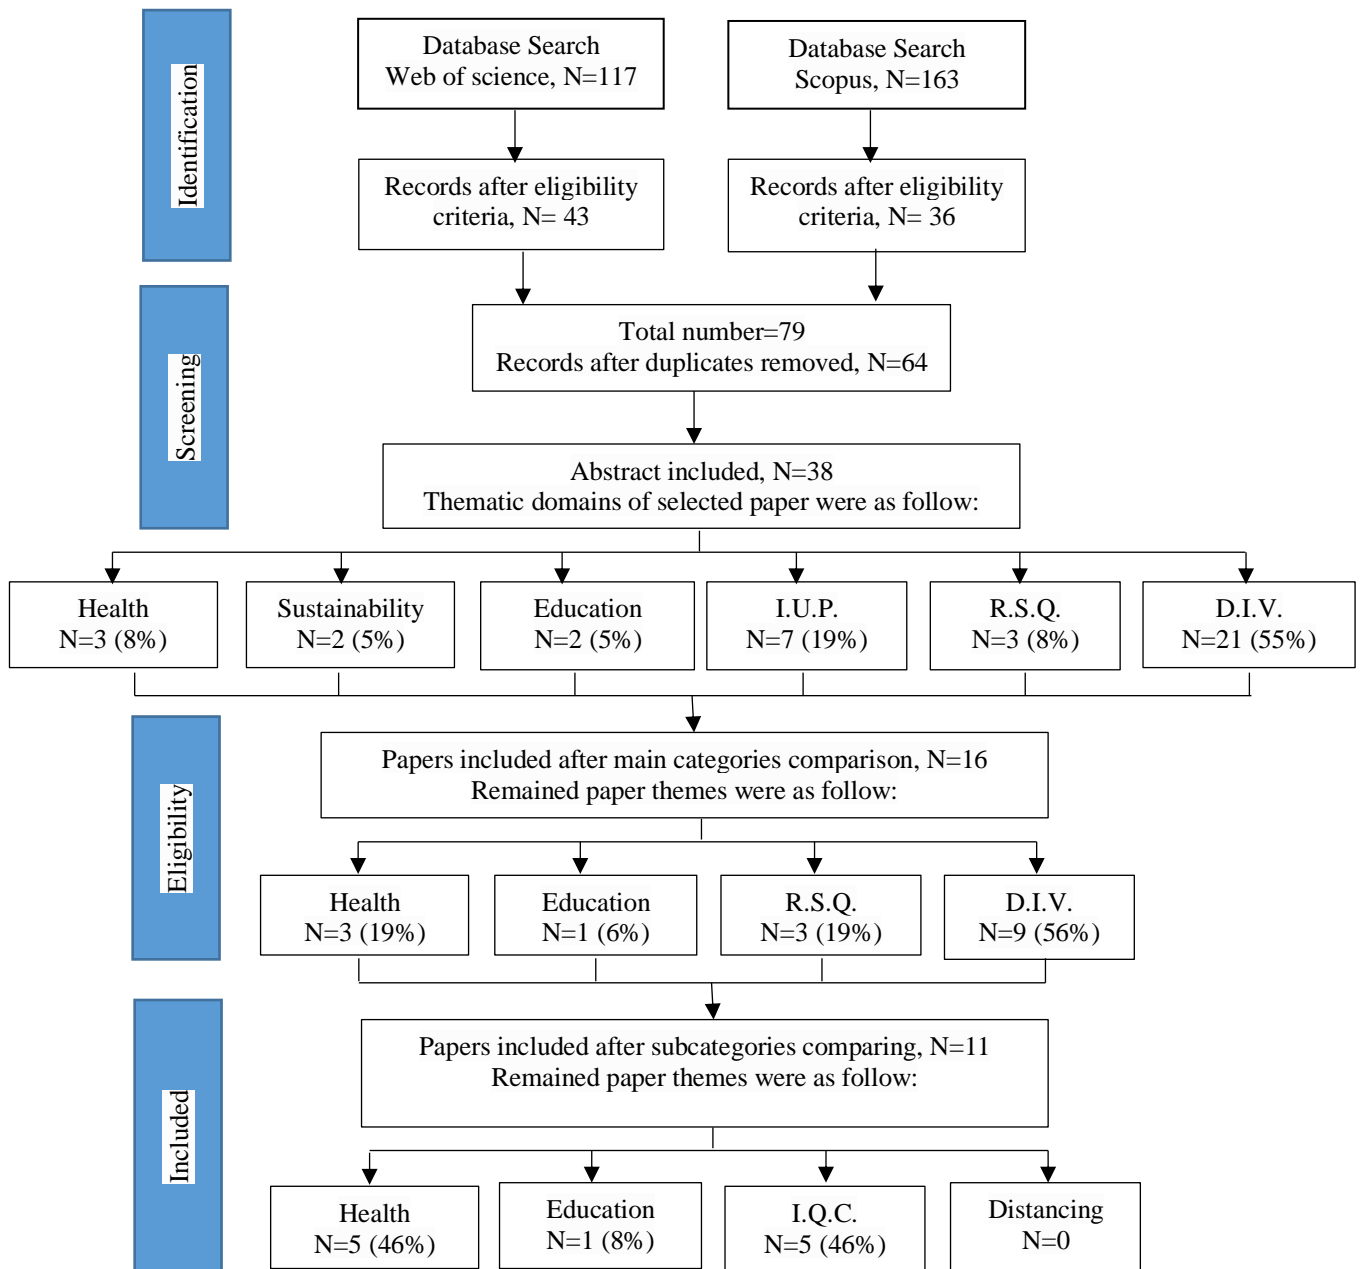 Identification
Database Search
Web of science, N=117
Database Search
Scopus, N=163
Records after eligibility
criteria, N= 43
Records after eligibility
criteria, N= 36
Screening
Total number=79
Records after duplicates removed, N=64
Abstract included, N=38
Thematic domains of selected paper were as follow:
Health
N=3 (8%)
Sustainability
N=2 (5%)
Education
N=2 (5%)
I.U.P.
N=7 (19%)
R.S.Q.
N=3 (8%)
D.I.V.
N=21 (55%)
Eligibility
Papers included after main categories comparison, N=16
Remained paper themes were as follow:
Health
N=3 (19%)
Education
N=1 (6%)
R.S.Q.
N=3 (19%)
D.I.V.
N=9 (56%)
Included
Papers included after subcategories comparing, N=11
Remained paper themes were as follow:
Health
N=5 (46%)
Education
N=1 (8%)
I.Q.C.
N=5 (46%)
Distancing
N=0